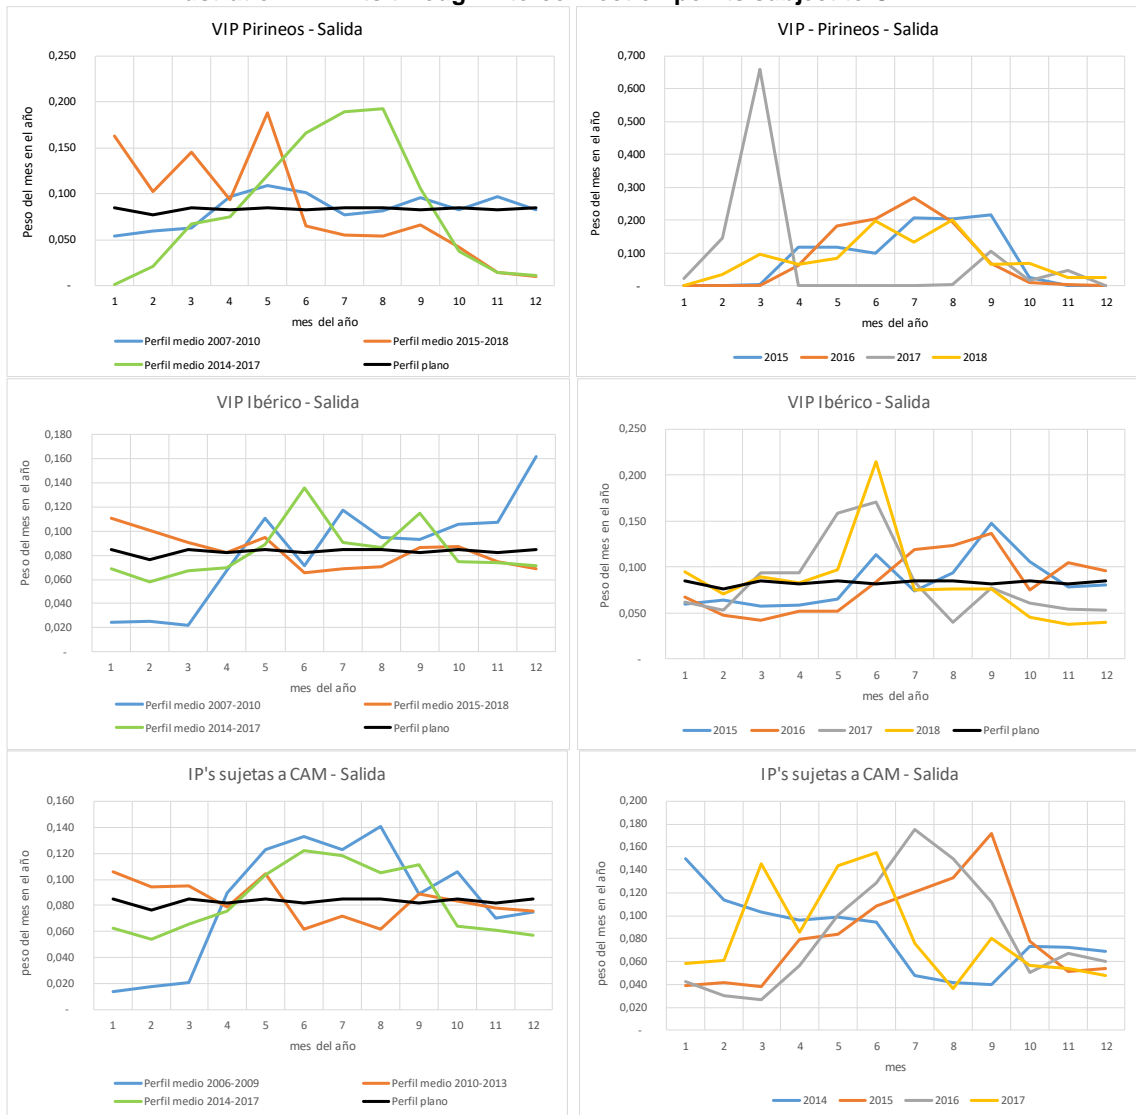 VIP Pirineos - Salida
0,250
0,200
0,150
0,100
0,050
-
Peso del mes en el año
1 2 3 4 5 6 7 8 9 10 11 12
mes del año
Perfil medio 2007-2010 Perfil medio 2015-2018
Perfil medio 2014-2017 Perfil plano
VIP - Pirineos - Salida
0,700
0,600
0,500
0,400
0,300
0,200
0,100
-
Peso del mes en el año
1 2 3 4 5 6 7 8 9 10 11 12
mes del año
2015 2016 2017 2018
VIP Ibérico - Salida
0,180
0,160
0,140
0,120
0,100
0,080
0,060
0,040
0,020
-
Peso del mes en el año
1 2 3 4 5 6 7 8 9 10 11 12
mes del año
Perfil medio 2007-2010 Perfil medio 2015-2018
Perfil medio 2014-2017 Perfil plano
VIP Ibérico - Salida
0,250
0,200
0,150
0,100
0,050
-
Peso del mes en el año
1 2 3 4 5 6 7 8 9 10 11 12
mes del año
2015 2016 2017 2018 Perfil plano
IP's sujetas a CAM - Salida
0,160
0,140
0,120
0,100
0,080
0,060
0,040
0,020
-
peso del mes en el año
1 2 3 4 5 6 7 8 9 10 11 12
mes del año
Perfil medio 2006-2009 Perfil medio 2010-2013
Perfil medio 2014-2017 Perfil plano
IP's sujetas a CAM - Salida
0,200
0,180
0,160
0,140
0,120
0,100
0,080
0,060
0,040
0,020
-
peso del mes en el año
1 2 3 4 5 6 7 8 9 10 11 12
mes
2014 2015 2016 2017